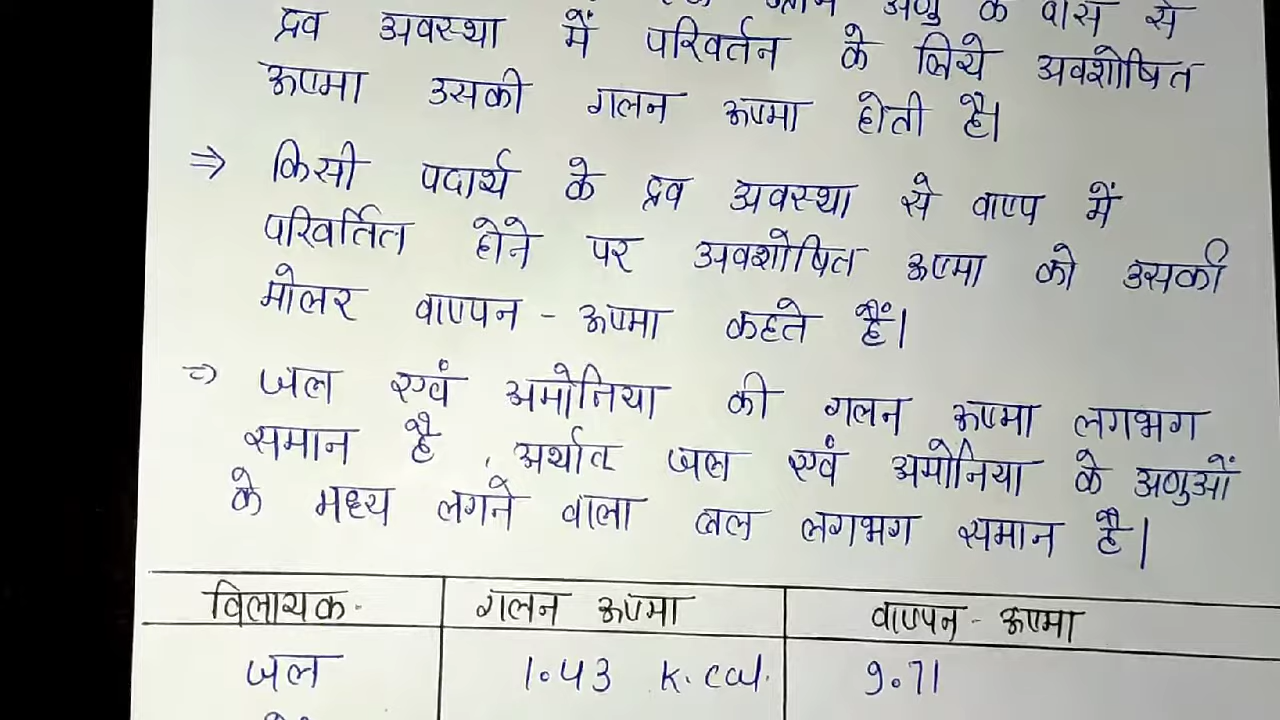 अणु के वास से
द्रव अवस्था में परिवर्तन के लिये अवशोषित
ऊष्मा उसकी गलन ऊष्मा होती है।
⇒ किसी पदार्थ के द्रव अवस्था से वाष्प में
परिवर्तित होने पर अवशोषित ऊष्मा को उसकी
मोलर वाष्पन - ऊष्मा कहते हैं।
⇒ जल एवं अमोनिया की गलन ऊष्मा लगभग
समान है , अर्थात जल एवं अमोनिया के अणुओं
के मध्य लगने वाला बल लगभग समान है।
विलायक. गलन ऊष्मा वाष्पन - ऊष्मा
जल 1.43 K.cal. 9.71